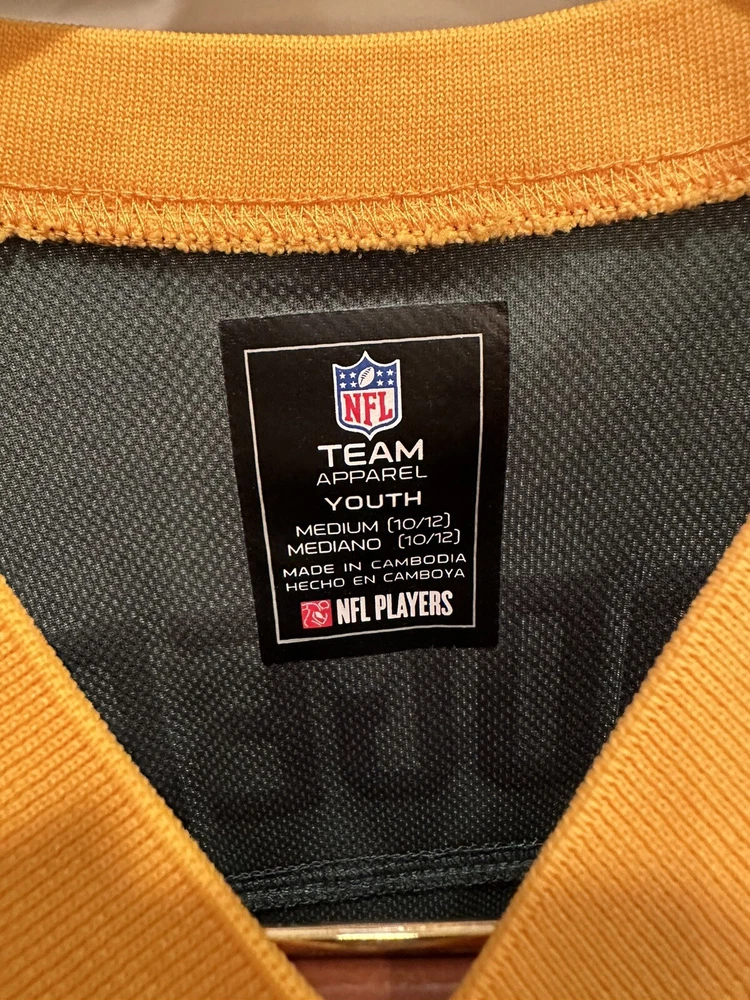 NFL
TEAM
APPAREL
YOUTH
MEDIUM (10/12)
MEDIANO (10/12)
MADE IN CAMBODIA
HECHO EN CAMBOYA
NFL PLAYERS